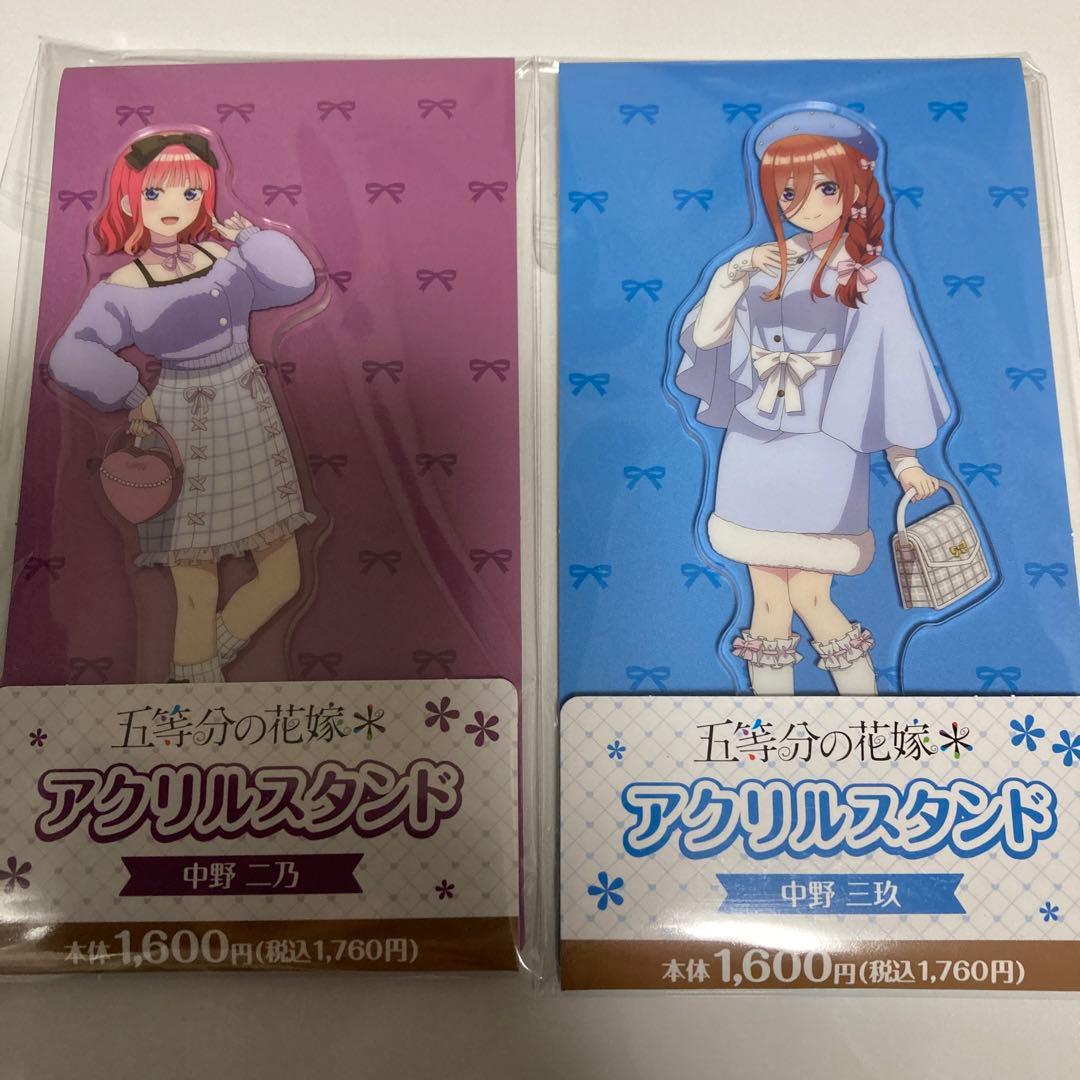 五等分の花嫁*
アクリルスタンド
中野 二乃
本体1,600円(税込1,760円)
五等分の花嫁*
アクリルスタンド
中野 三玖
本体1,600円(税込1,760円)